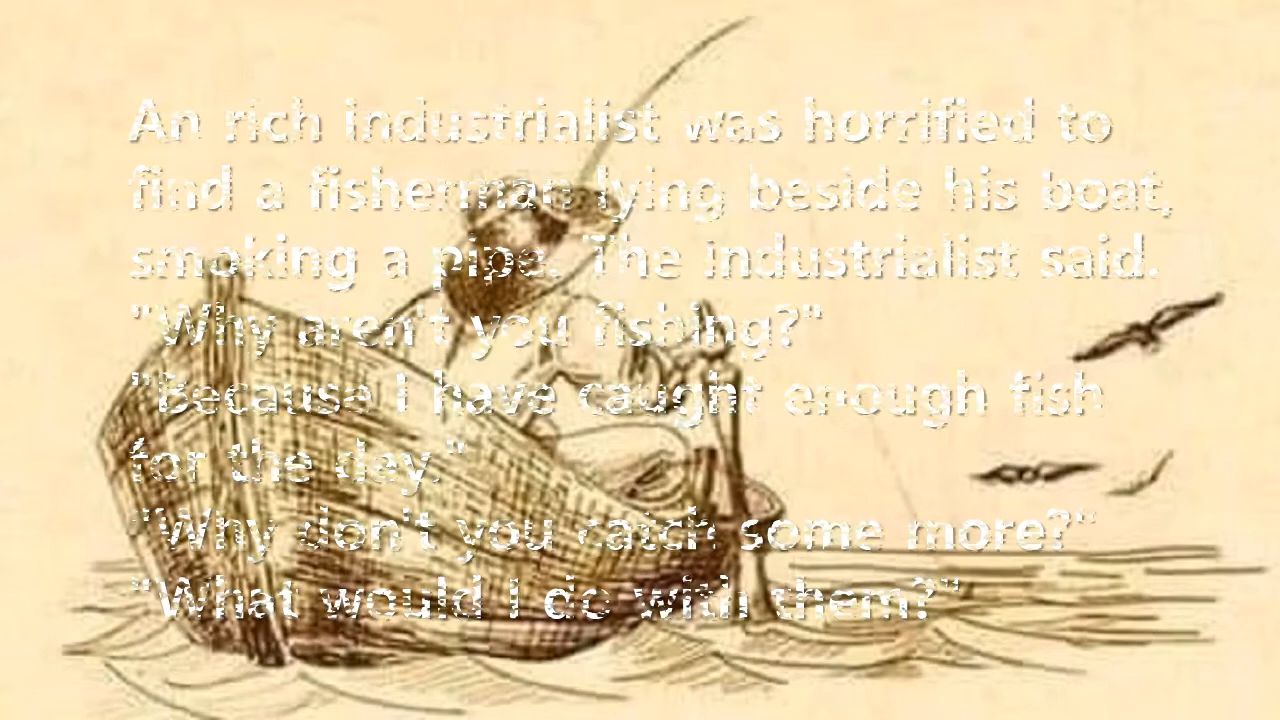 An rich industrialist was horrified to
find a fisherman lying beside his boat,
smoking a pipe. The industrialist said.
"Why aren't you fishing?"
"Because I have caught enough fish
for the day."
"Why don't you catch some more?"
"What would I do with them?"